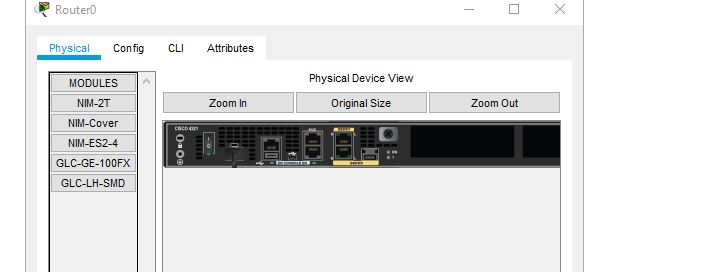 Router0
Physical Config CLI Attributes
MODULES
NIM-2T
NIM-Cover
NIM-ES2-4
GLC-GE-100FX
GLC-LH-SMD
Physical Device View
Zoom In Original Size Zoom Out
CISCO 4321
AUX